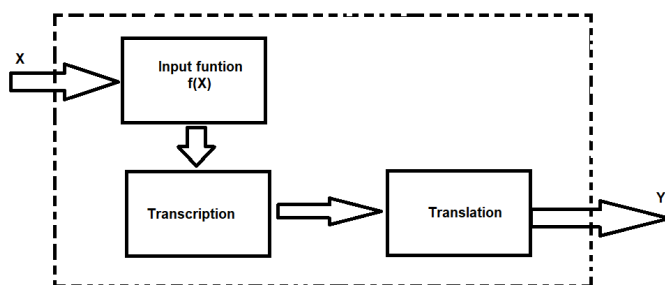 X
Input funtion
f(X)
Transcription
Translation
Y